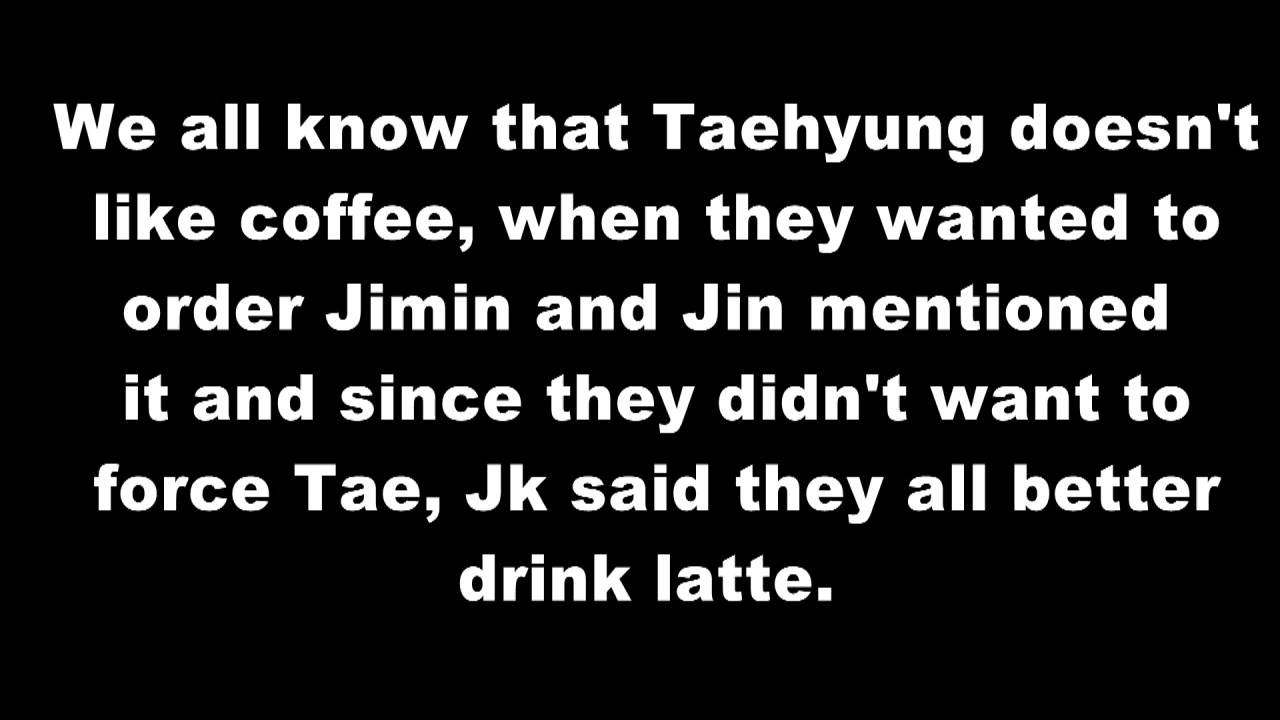 We all know that Taehyung doesn't
like coffee, when they wanted to
order Jimin and Jin mentioned
it and since they didn't want to
force Tae, Jk said they all better
drink latte.